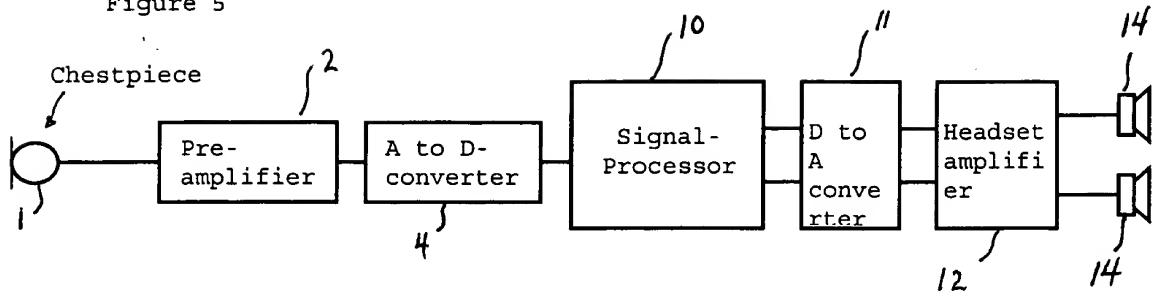 Figure 5
Chestpiece
1
2
Pre-
amplifier
A to D-
converter
4
10
Signal-
Processor
11
D to
A
conve
rter
Headset
amplifi
er
12
14
14